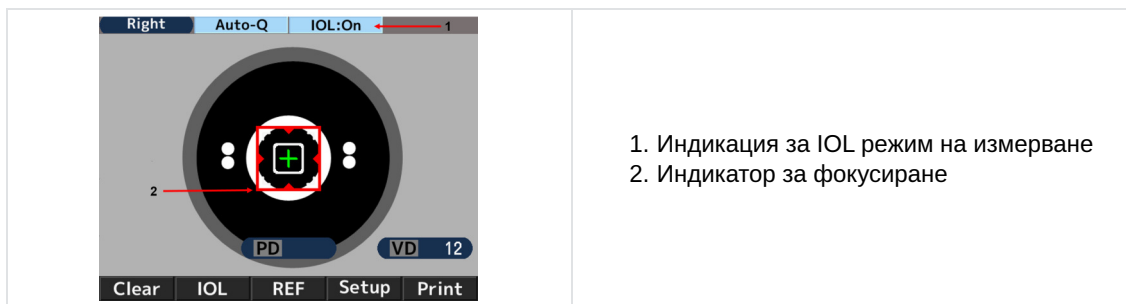 Right Auto-Q IOL:On 1
2
PD VD 12
Clear IOL REF Setup Print
1. Индикация за IOL режим на измерване
2. Индикатор за фокусиране